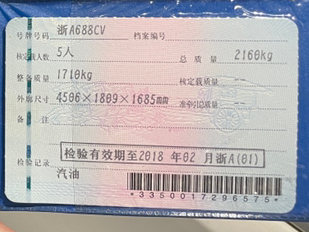 号牌号码 浙A688CV 档案编号
核定载人数 5人 总质量 2160kg
整备质量 1710kg 核定载质量
外廓尺寸 4506×1809×1685mm 准牵引总质量
备注
检验有效期至2018年02月浙A(01)
检验记录
汽油
*3350017296575*